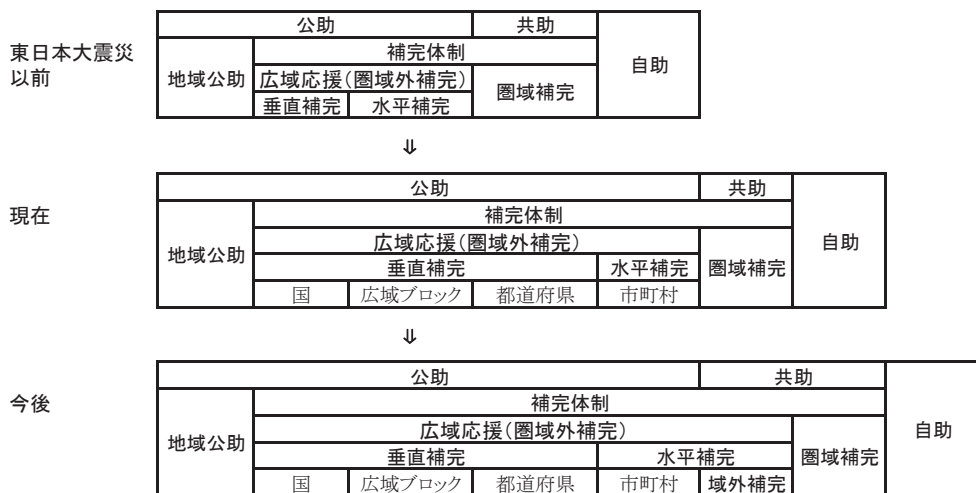 東日本大震災
以前
公助 共助 自助
地域公助 補完体制
広域応援(圏域外補完) 圏域補完
垂直補完 水平補完
⇓
現在
公助 共助 自助
地域公助 補完体制
広域応援(圏域外補完) 圏域補完
垂直補完 水平補完
国 広域ブロック 都道府県 市町村
⇓
今後
公助 共助 自助
地域公助 補完体制
広域応援(圏域外補完) 圏域補完
垂直補完 水平補完
国 広域ブロック 都道府県 市町村 域外補完